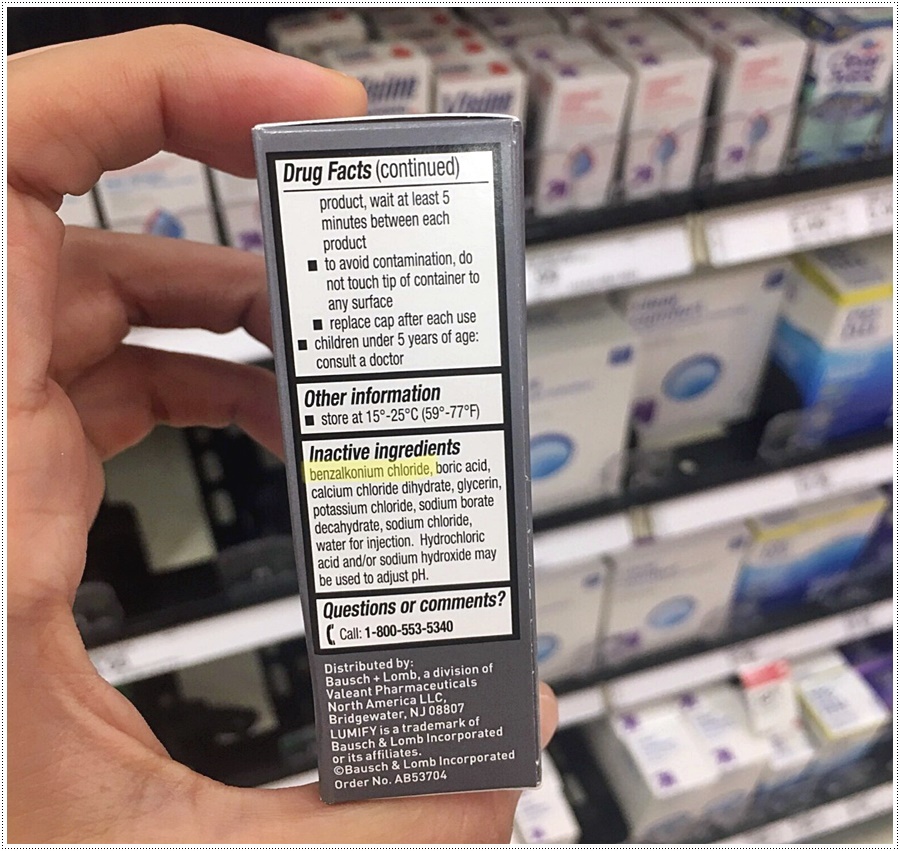 Drug Facts (continued)
product, wait at least 5
minutes between each
product
■ to avoid contamination, do
not touch tip of container to
any surface
■ replace cap after each use
■ children under 5 years of age:
consult a doctor
Other information
■ store at 15°-25°C (59°-77°F)
Inactive ingredients
benzalkonium chloride, boric acid,
calcium chloride dihydrate, glycerin,
potassium chloride, sodium borate
decahydrate, sodium chloride,
water for injection. Hydrochloric
acid and/or sodium hydroxide may
be used to adjust pH.
Questions or comments?
Call: 1-800-553-5340
Distributed by:
Bausch + Lomb, a division of
Valeant Pharmaceuticals
North America LLC.
Bridgewater, NJ 08807
LUMIFY is a trademark of
Bausch & Lomb Incorporated
or its affiliates.
©Bausch & Lomb Incorporated
Order No. AB53704
Visine